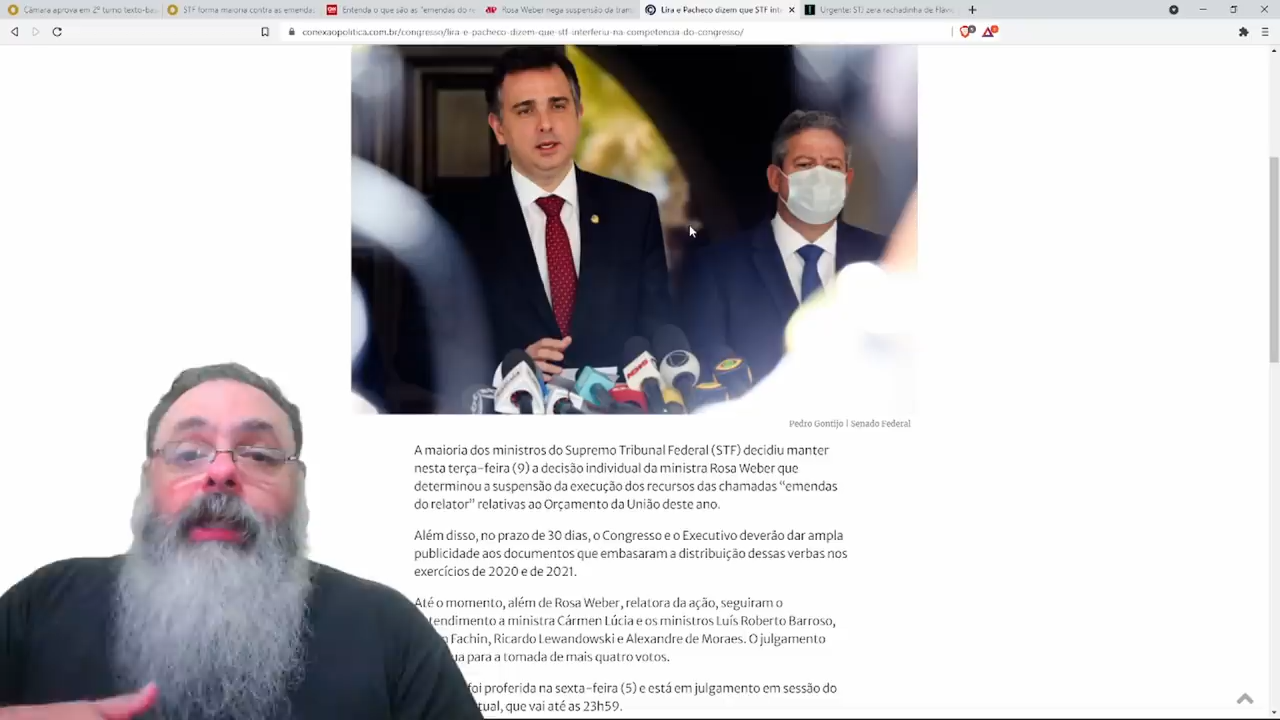 Câmara aprova em 2º turno texto-bas
STF forma maioria contra as emendas
Entenda o que são as "emendas do re
Rosa Weber nega suspensão da tram
Lira e Pacheco dizem que STF int
Urgente: STJ zera rachadinha de Fláv
conexaopolitica.com.br/congresso/lira-e-pacheco-dizem-que-stf-interferiu-na-competencia-do-congresso/
Pedro Gontijo | Senado Federal
A maioria dos ministros do Supremo Tribunal Federal (STF) decidiu manter
nesta terça-feira (9) a decisão individual da ministra Rosa Weber que
determinou a suspensão da execução dos recursos das chamadas “emendas
do relator” relativas ao Orçamento da União deste ano.
Além disso, no prazo de 30 dias, o Congresso e o Executivo deverão dar ampla
publicidade aos documentos que embasaram a distribuição dessas verbas nos
exercícios de 2020 e de 2021.
Até o momento, além de Rosa Weber, relatora da ação, seguiram o
entendimento a ministra Cármen Lúcia e os ministros Luís Roberto Barroso,
Fachin, Ricardo Lewandowski e Alexandre de Moraes. O julgamento
para a tomada de mais quatro votos.
foi proferida na sexta-feira (5) e está em julgamento em sessão do
que vai até as 23h59.